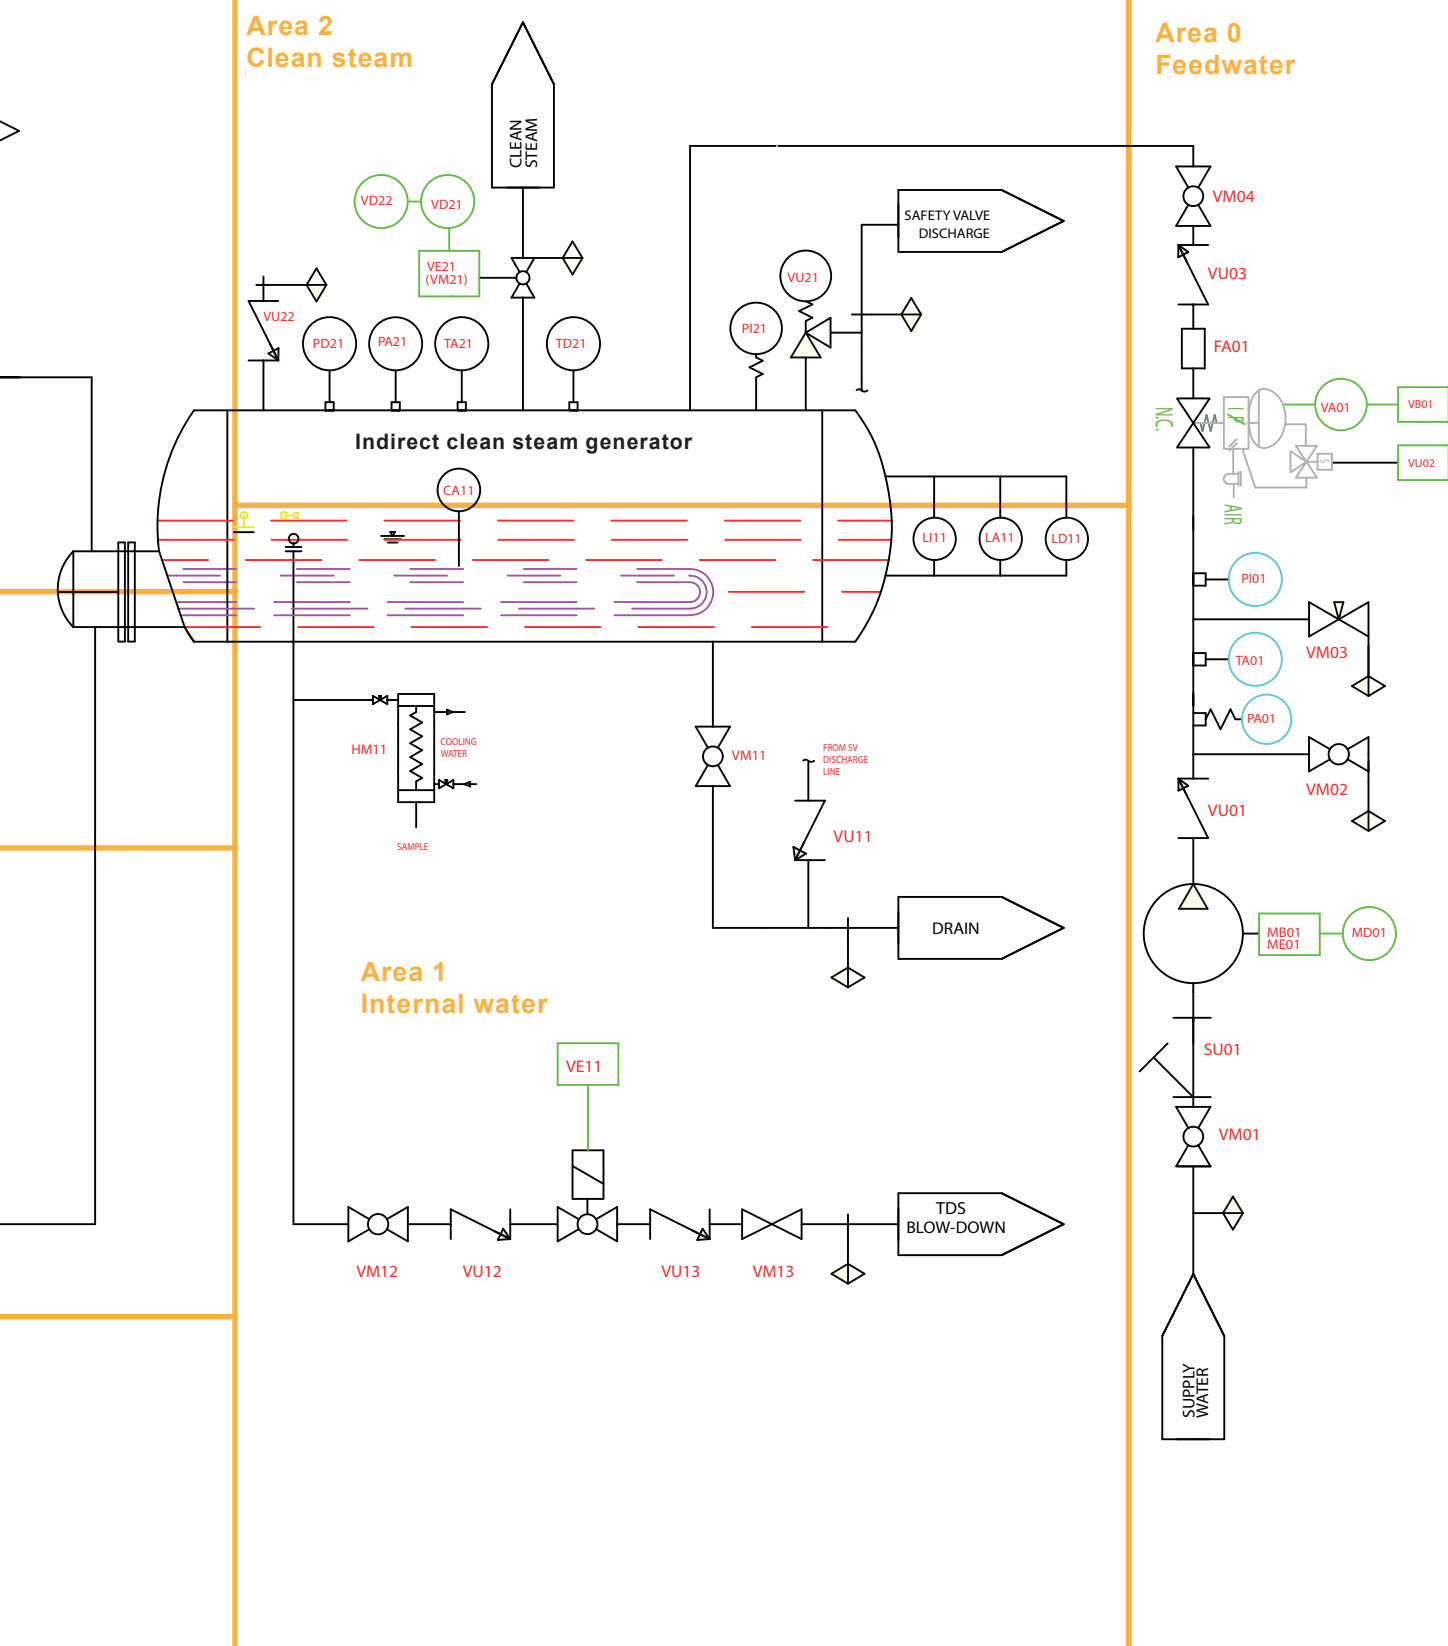 Area 2
Clean steam
Area 0
Feedwater
CLEAN
STEAM
VD22
VD21
VE21
(VM21)
SAFETY VALVE
DISCHARGE
VM04
VU03
VU22
PD21
PA21
TA21
TD21
PI21
VU21
FA01
N.C.
I/P
VA01
VB01
S
VU02
AIR
Indirect clean steam generator
CA11
LI11
LA11
LD11
PI01
VM03
TA01
PA01
VM02
VU01
HM11
COOLING
WATER
SAMPLE
VM11
FROM SV
DISCHARGE
LINE
VU11
DRAIN
MB01
ME01
MD01
Area 1
Internal water
SU01
VE11
VM01
TDS
BLOW-DOWN
VM12
VU12
VU13
VM13
SUPPLY
WATER